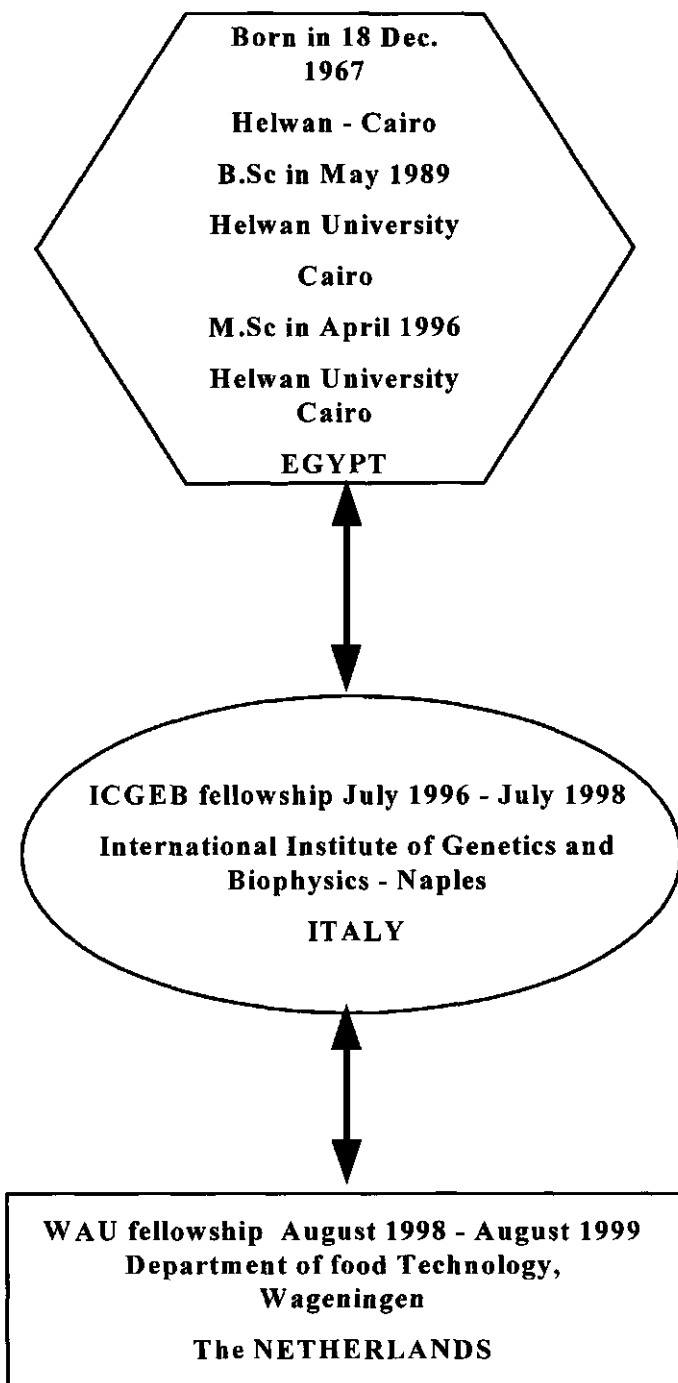 Born in 18 Dec.
1967
Helwan - Cairo
B.Sc in May 1989
Helwan University
Cairo
M.Sc in April 1996
Helwan University
Cairo
EGYPT
ICGEB fellowship July 1996 - July 1998
International Institute of Genetics and
Biophysics - Naples
ITALY
WAU fellowship August 1998 - August 1999
Department of food Technology,
Wageningen
The NETHERLANDS